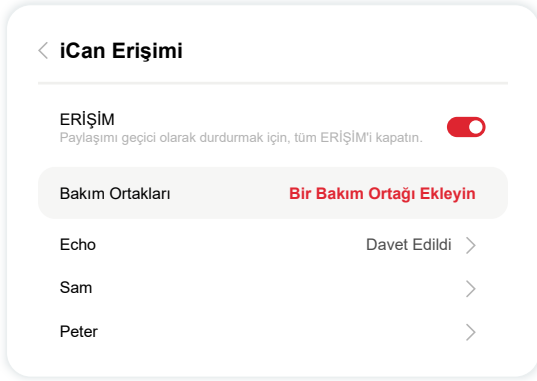 iCan Erişimi
ERİŞİM
Paylaşımı geçici olarak durdurmak için, tüm ERİŞİM'i kapatın.
Bakım Ortakları Bir Bakım Ortağı Ekleyin
Echo Davet Edildi
Sam
Peter